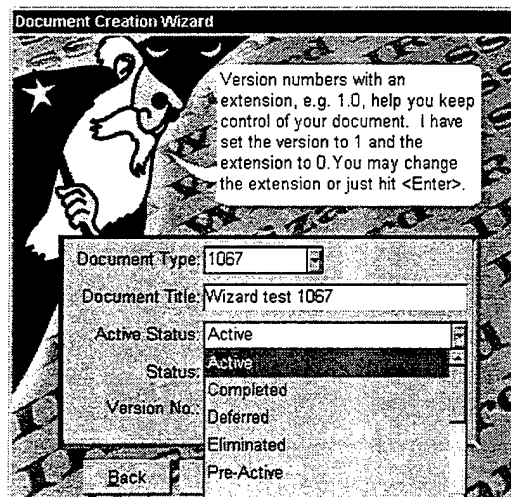 Document Creation Wizard
Version numbers with an
extension, e.g. 1.0, help you keep
control of your document. I have
set the version to 1 and the
extension to 0.You may change
the extension or just hit <Enter>.
Document Type: 1067
Document Title: Wizard test 1067
Active Status: Active
Status: Active
Completed
Version No.:
Deferred
Eliminated
Back
Pre-Active